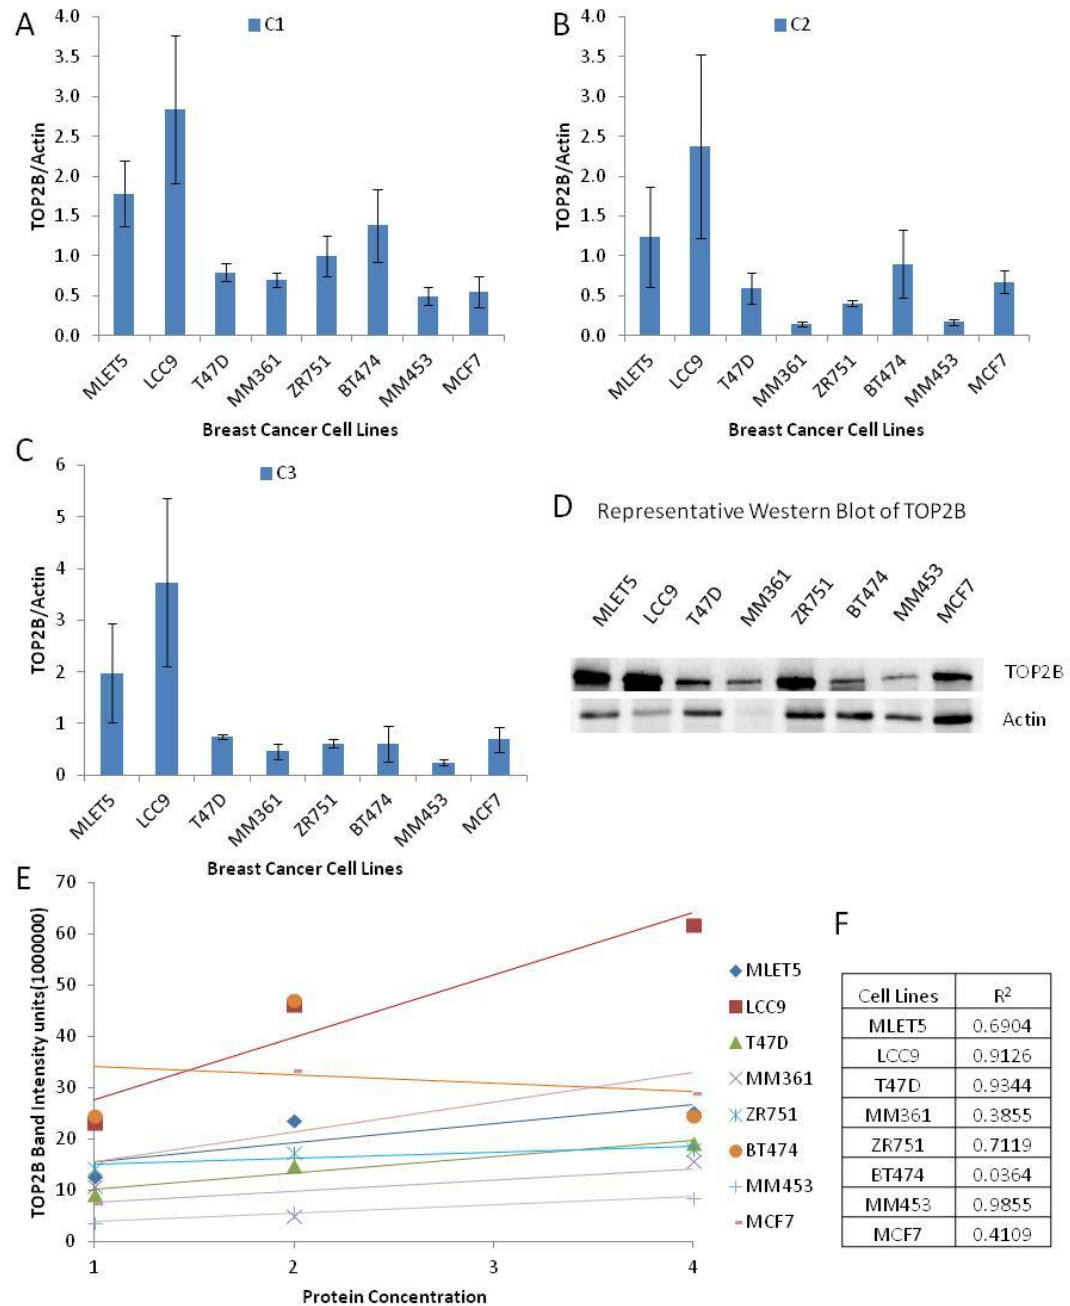 A
C1
4.0
3.5
3.0
2.5
2.0
1.5
1.0
0.5
0.0
TOP2B/Actin
MLET5
LCC9
T47D
MM361
ZR751
BT474
MM453
MCF7
Breast Cancer Cell Lines
B
C2
4.0
3.5
3.0
2.5
2.0
1.5
1.0
0.5
0.0
TOP2B/Actin
MLET5
LCC9
T47D
MM361
ZR751
BT474
MM453
MCF7
Breast Cancer Cell Lines
C
C3
6
5
4
3
2
1
0
TOP2B/Actin
MLET5
LCC9
T47D
MM361
ZR751
BT474
MM453
MCF7
Breast Cancer Cell Lines
D Representative Western Blot of TOP2B
MLET5
LCC9
T47D
MM361
ZR751
BT474
MM453
MCF7
TOP2B
Actin
E
70
60
50
40
30
20
10
0
TOP2B Band Intensity units(1000000)
1
2
3
4
Protein Concentration
MLET5
LCC9
T47D
MM361
ZR751
BT474
MM453
MCF7
F
Cell Lines R²
MLET5 0.6904
LCC9 0.9126
T47D 0.9344
MM361 0.3855
ZR751 0.7119
BT474 0.0364
MM453 0.9855
MCF7 0.4109